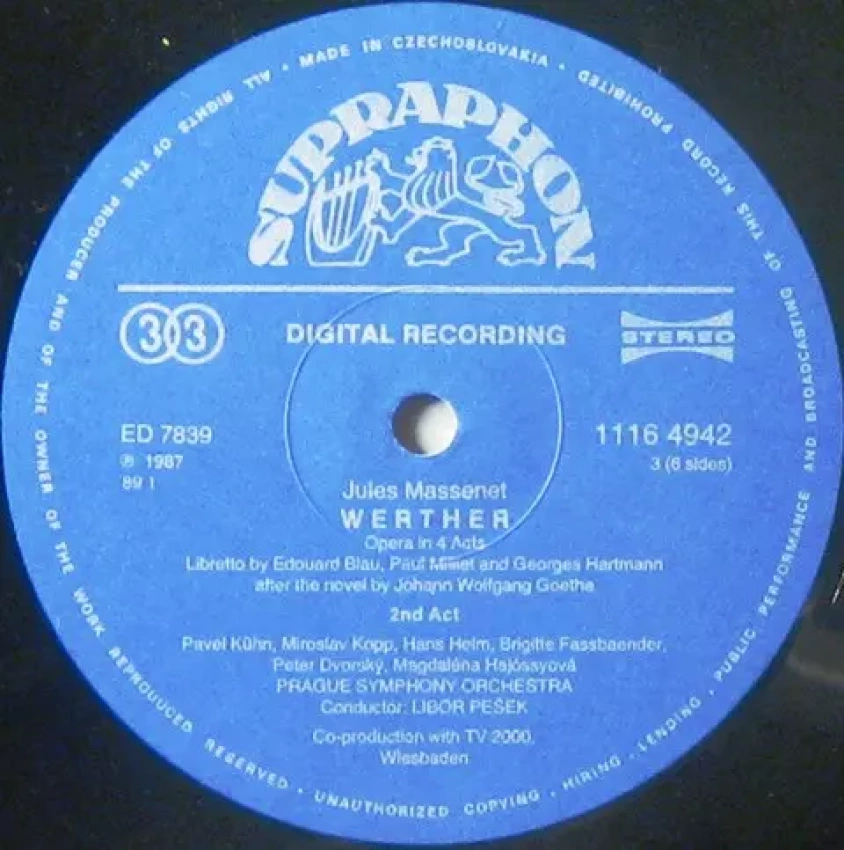 ALL RIGHTS OF THE PRODUCER AND OF THE OWNER OF THE WORK REPRODUCED RESERVED · UNAUTHORIZED COPYING · HIRING · LENDING · PUBLIC PERFORMANCE AND BROADCASTING OF THIS RECORD PROHIBITED · MADE IN CZECHOSLOVAKIA ·
SUPRAPHON
33 DIGITAL RECORDING STEREO
ED 7839 1116 4942
℗ 1987 3 (6 sides)
89 1
Jules Massenet
WERTHER
Opera in 4 Acts
Libretto by Edouard Blau, Paul Milliet and Georges Hartmann
after the novel by Johann Wolfgang Goethe
2nd Act
Pavel Kühn, Miroslav Kopp, Hans Helm, Brigitte Fassbaender,
Peter Dvorský, Magdaléna Hajóssyová
PRAGUE SYMPHONY ORCHESTRA
Conductor: LIBOR PEŠEK
Co-production with TV 2000,
Wiesbaden